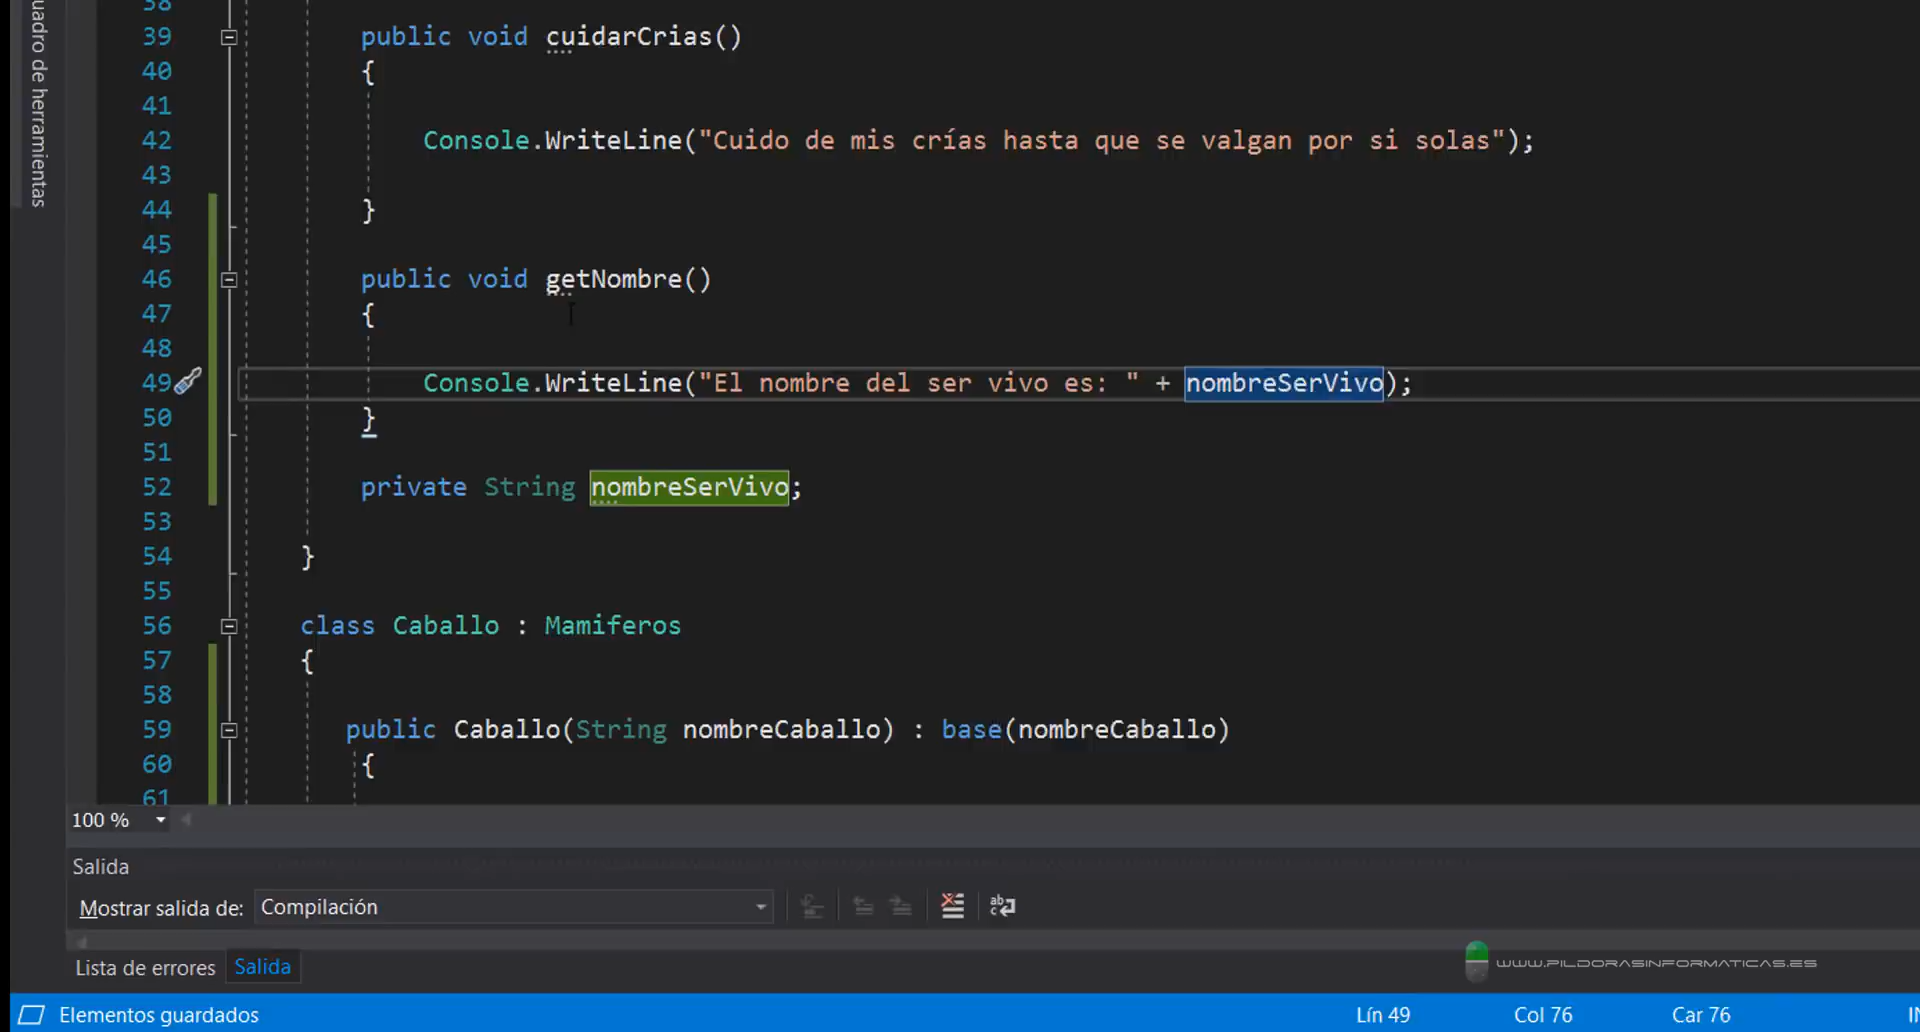 uadro de herramientas
38
39 public void cuidarCrias()
40 {
41
42 Console.WriteLine("Cuido de mis crías hasta que se valgan por si solas");
43
44 }
45
46 public void getNombre()
47 {
48
49 Console.WriteLine("El nombre del ser vivo es: " + nombreSerVivo);
50 }
51
52 private String nombreSerVivo;
53
54 }
55
56 class Caballo : Mamiferos
57 {
58
59 public Caballo(String nombreCaballo) : base(nombreCaballo)
60 {
61
100 %
Salida
Mostrar salida de: Compilación
Lista de errores Salida
WWW.PILDORASINFORMATICAS.ES
Elementos guardados Lín 49 Col 76 Car 76